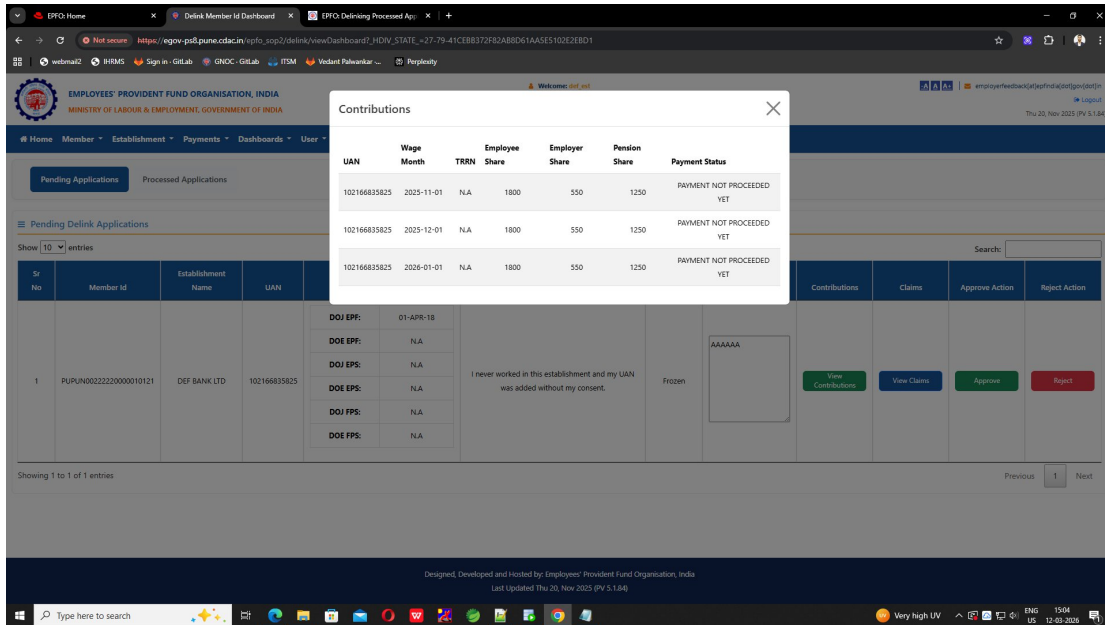 EPFO: Home
Delink Member Id Dashboard
EPFO: Delinking Processed App
Not secure https://egov-ps8.pune.cdac.in/epfo_sop2/delink/viewDashboard?_HDIV_STATE_=27-79-41CEB8372F82AB8D61AA5E5102E2EBD1
webmail2 IHRMS Sign in · GitLab GNOC · GitLab ITSM Vedant Palwankar -... Perplexity
EMPLOYEES' PROVIDENT FUND ORGANISATION, INDIA
MINISTRY OF LABOUR & EMPLOYMENT, GOVERNMENT OF INDIA
Welcome: def_est
A- A A+ employerfeedback[at]epfindia[dot]gov[dot]in
Logout
Thu 20, Nov 2025 (PV 5.1.84)
Home Member Establishment Payments Dashboards User
Pending Applications Processed Applications
Contributions
UAN Wage Month TRRN Employee Share Employer Share Pension Share Payment Status
102166835825 2025-11-01 N.A 1800 550 1250 PAYMENT NOT PROCEEDED YET
102166835825 2025-12-01 N.A 1800 550 1250 PAYMENT NOT PROCEEDED YET
102166835825 2026-01-01 N.A 1800 550 1250 PAYMENT NOT PROCEEDED YET
Pending Delink Applications
Show 10 entries
Search:
Sr No Member Id Establishment Name UAN Contributions Claims Approve Action Reject Action
1 PUPUN00222220000010121 DEF BANK LTD 102166835825
DOJ EPF: 01-APR-18
DOE EPF: N.A
DOJ EPS: N.A
DOE EPS: N.A
DOJ FPS: N.A
DOE FPS: N.A
I never worked in this establishment and my UAN
was added without my consent.
Frozen
AAAAAA
View Contributions View Claims Approve Reject
Showing 1 to 1 of 1 entries
Previous 1 Next
Designed, Developed and Hosted by: Employees' Provident Fund Organisation, India
Last Updated Thu 20, Nov 2025 (PV 5.1.84)
Type here to search
Very high UV
ENG US
15:04
12-03-2026